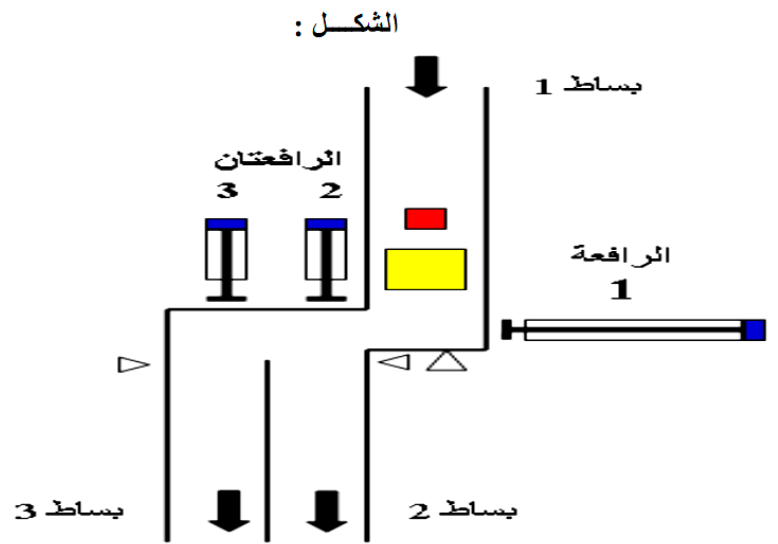 الشكـــل :
بساط 1
الرافعتان
3 2
الرافعة
1
بساط 3
بساط 2